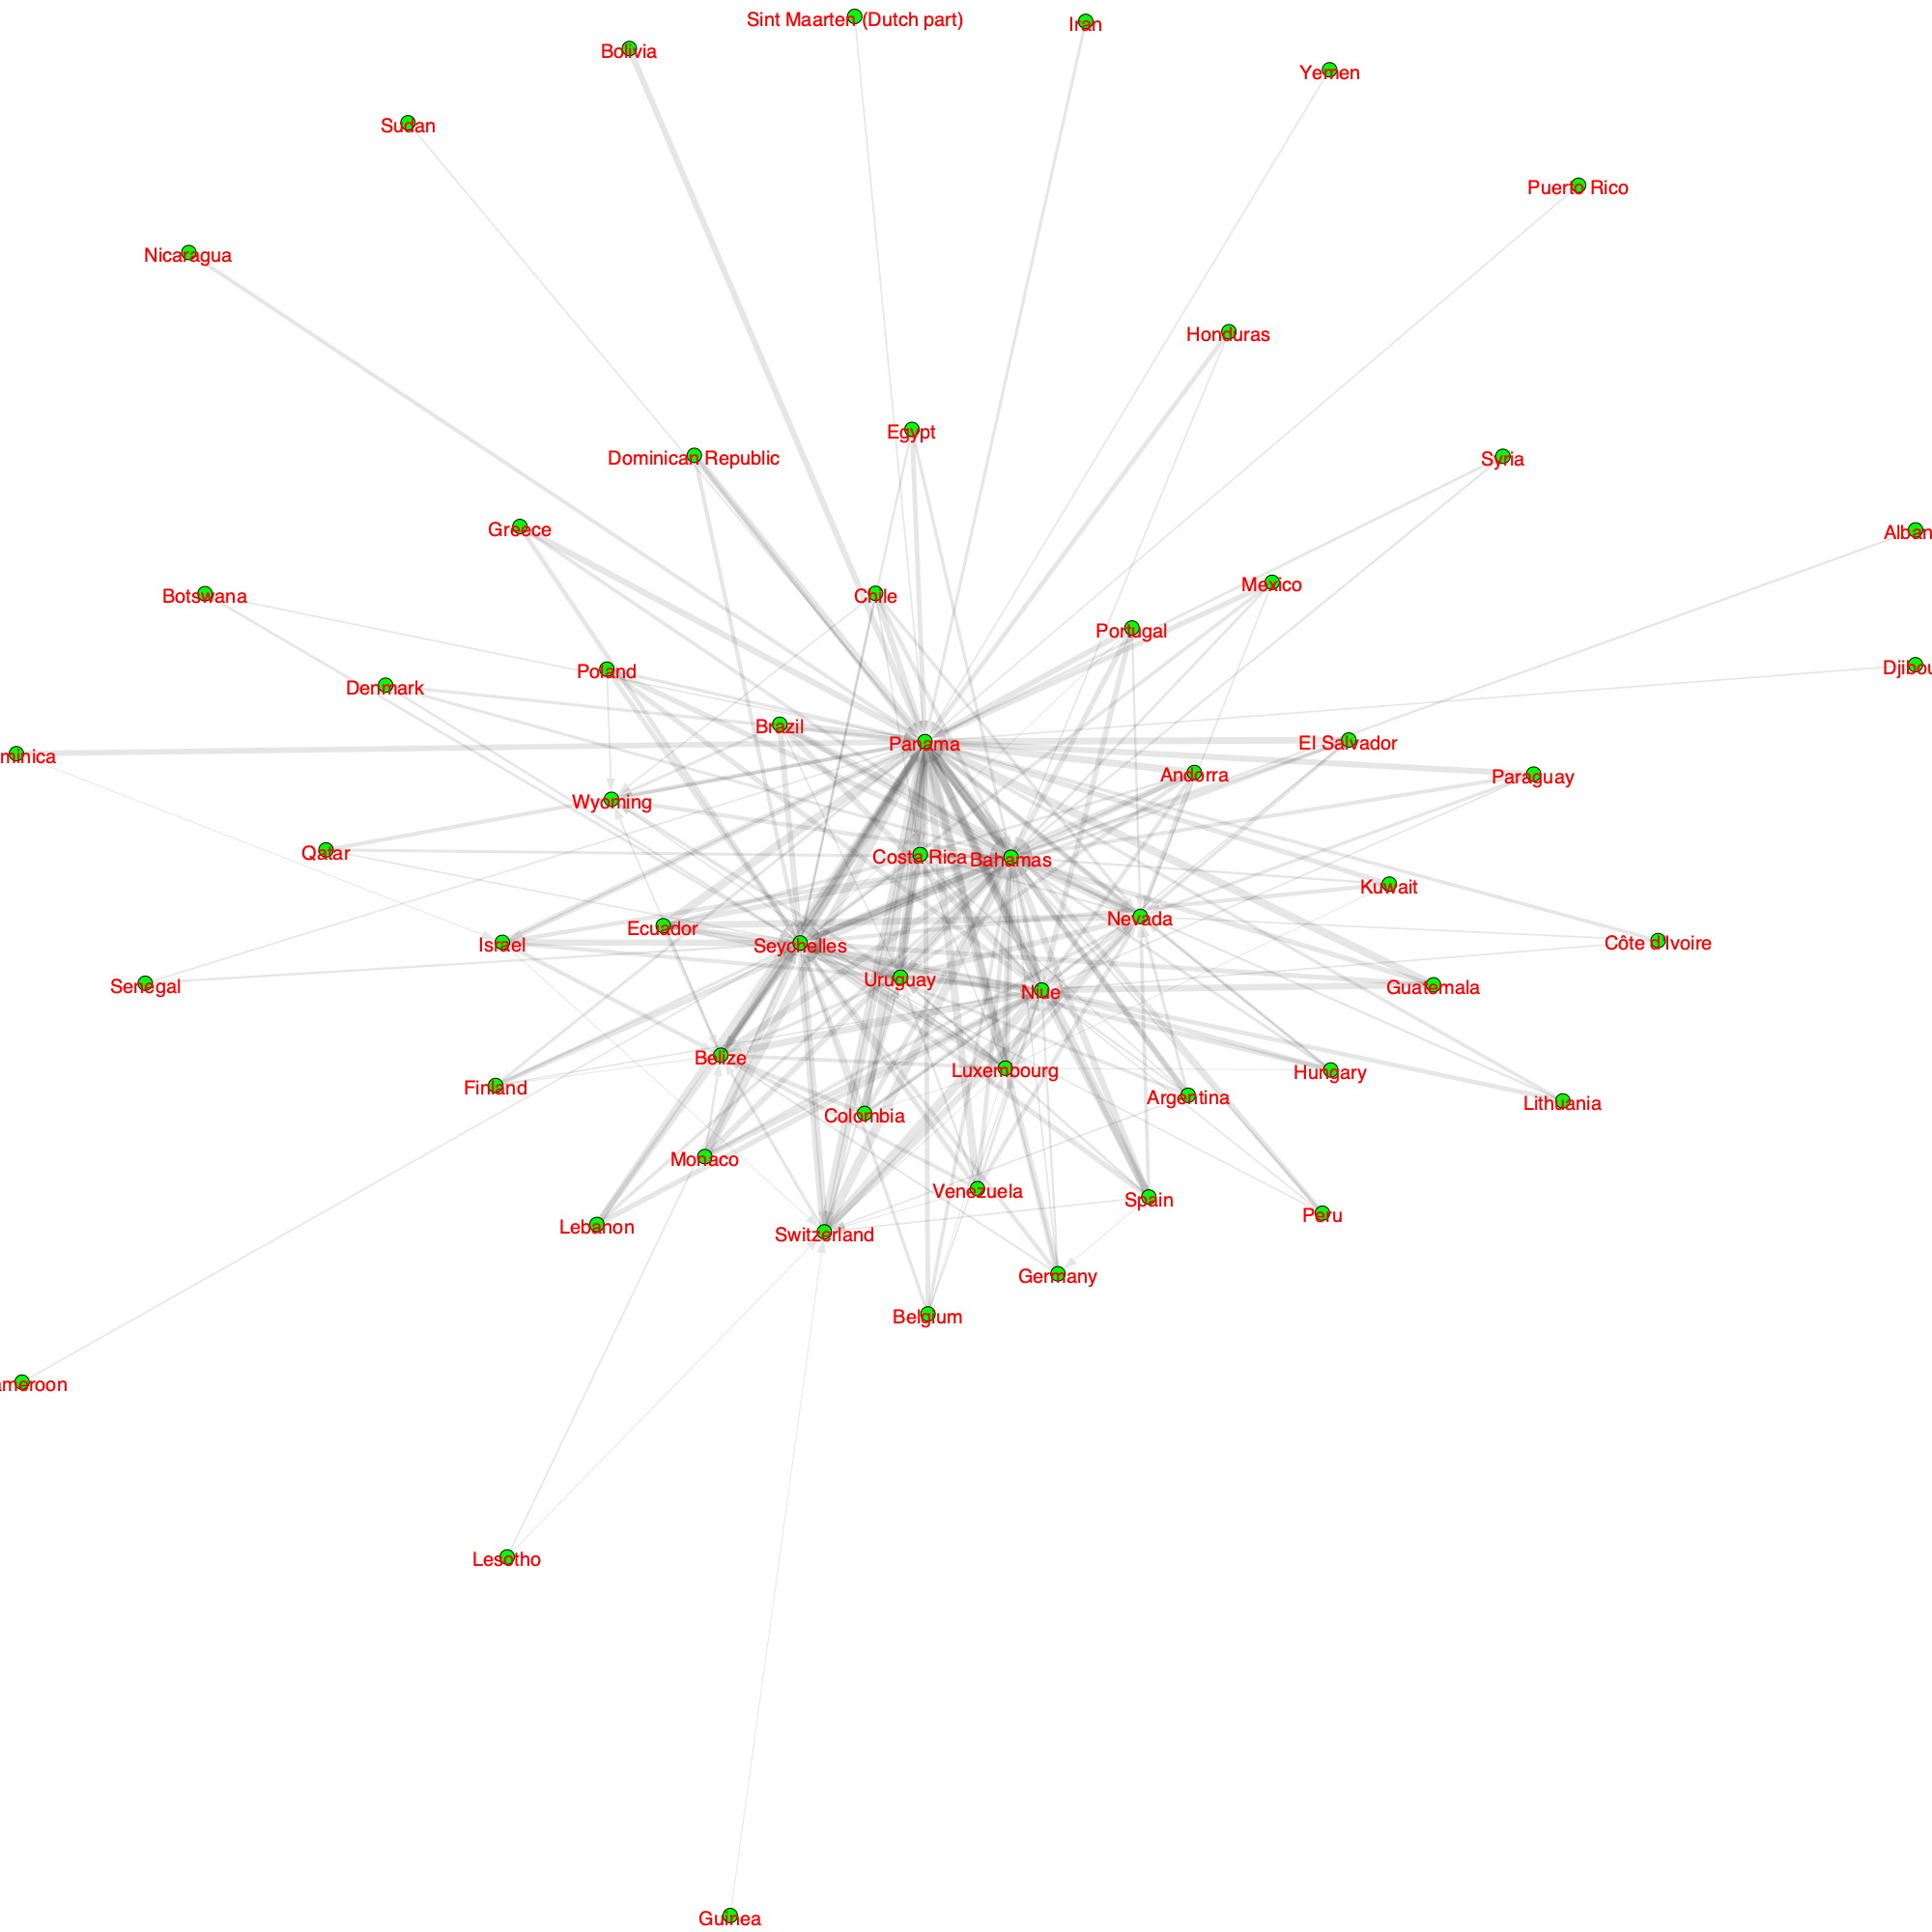 Sint Maarten (Dutch part)
Iran
Bolivia
Yemen
Sudan
Puerto Rico
Nicaragua
Honduras
Egypt
Dominican Republic
Syria
Greece
Alban
Botswana
Chile
Mexico
Portugal
Poland
Djibou
Denmark
Brazil
Panama
El Salvador
minica
Andorra
Paraguay
Wyoming
Qatar
Costa Rica
Bahamas
Kuwait
Nevada
Ecuador
Israel
Seychelles
Côte d'Ivoire
Uruguay
Senegal
Niue
Guatemala
Belize
Luxembourg
Hungary
Finland
Argentina
Lithuania
Colombia
Monaco
Venezuela
Spain
Peru
Lebanon
Switzerland
Germany
Belgium
ameroon
Lesotho
Guinea